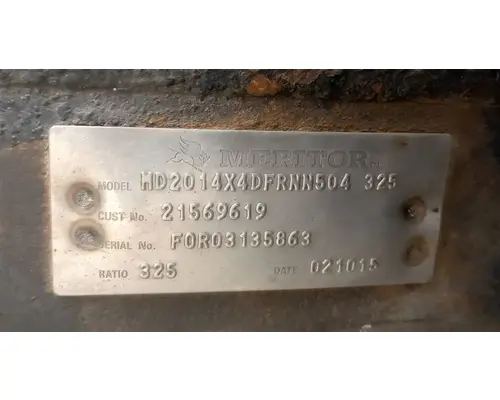 MERITOR
MODEL MD2014X4DFRNN504 325
CUST No. 21569619
SERIAL No. FOR03135863
RATIO 325 DATE 021015